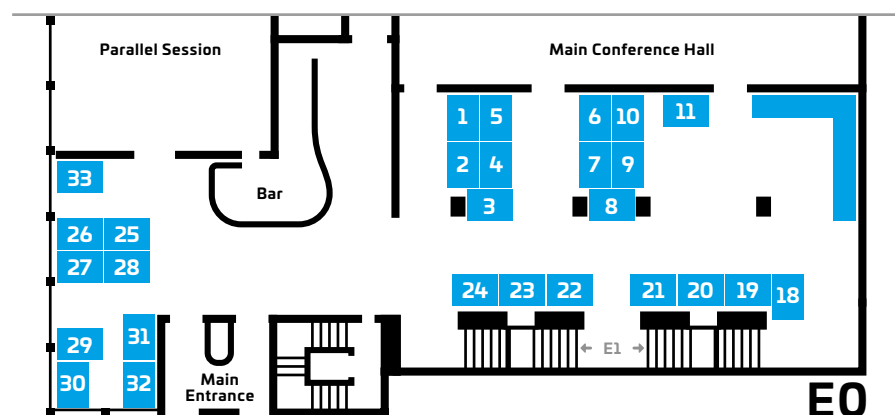 Parallel Session
Main Conference Hall
1 5 6 10 11
2 4 7 9
33
Bar
3 8
26 25
27 28
24 23 22 21 20 19 18
31
29
E1
30 32
Main
Entrance
E0